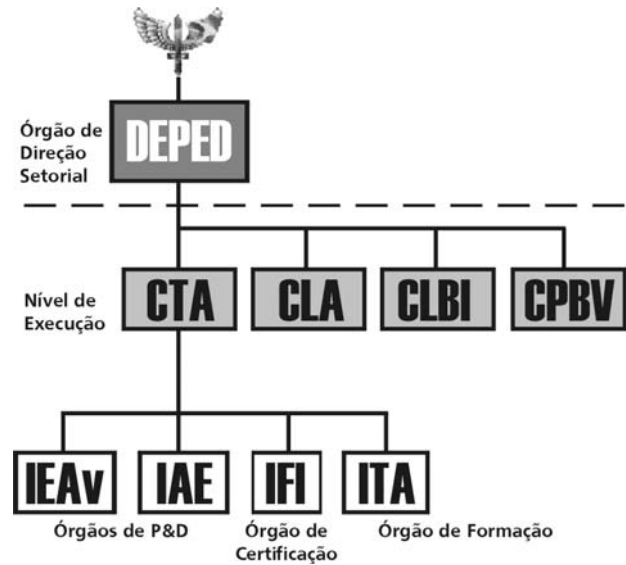 Órgão de
Direção
Setorial
DEPED
Nível de
Execução
CTA
CLA
CLBI
CPBV
IEAv
IAE
IFI
ITA
Órgãos de P&D
Órgão de
Certificação
Órgão de Formação